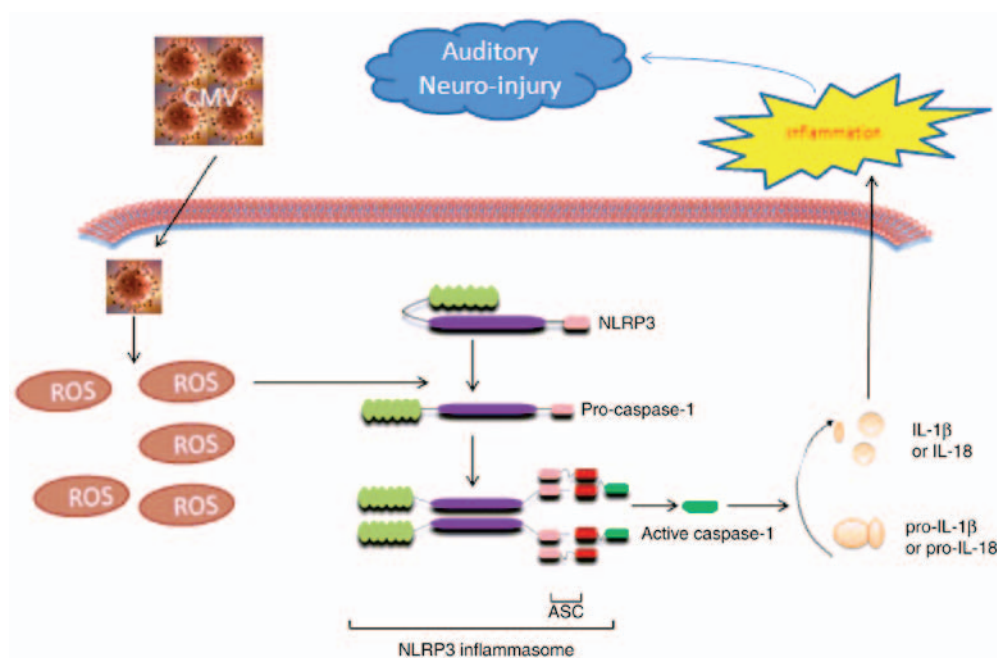 Auditory
Neuro-injury
CMV
Inflammation
NLRP3
ROS
ROS
ROS
ROS
ROS
Pro-caspase-1
IL-1β
or IL-18
Active caspase-1
pro-IL-1β
or pro-IL-18
ASC
NLRP3 inflammasome